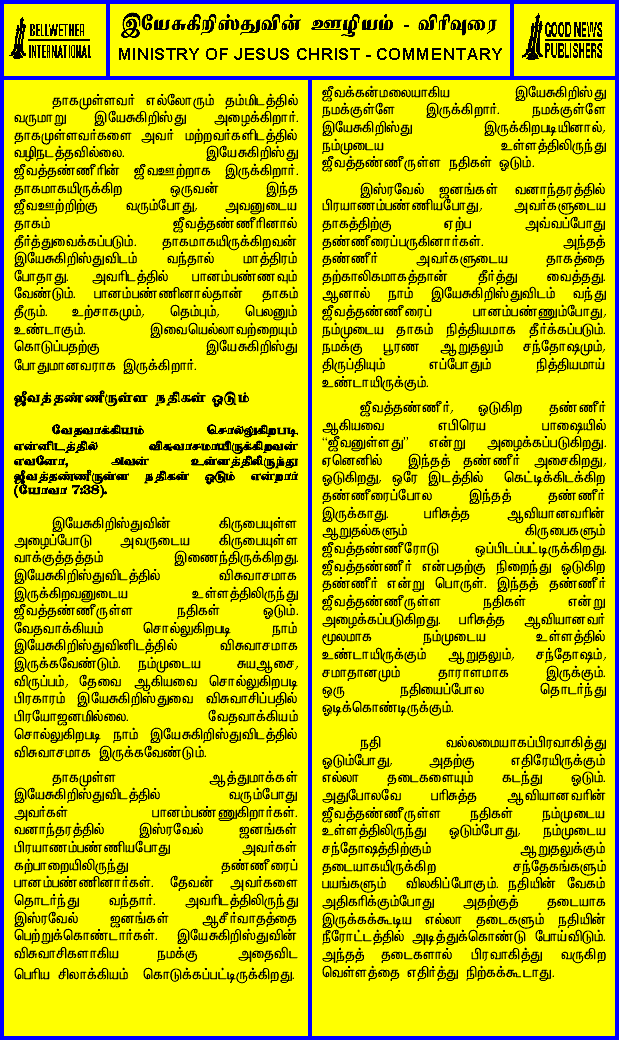 BELLWETHER
INTERNATIONAL
இயேசுகிறிஸ்துவின் ஊழியம் - விரிவுரை
MINISTRY OF JESUS CHRIST - COMMENTARY
GOOD NEWS
PUBLISHERS
தாகமுள்ளவர் எல்லோரும் தம்மிடத்தில்
வருமாறு இயேசுகிறிஸ்து அழைக்கிறார்.
தாகமுள்ளவர்களை அவர் மற்றவர்களிடத்தில்
வழிநடத்தவில்லை. இயேசுகிறிஸ்து
ஜீவத்தண்ணீரின் ஜீவஊற்றாக இருக்கிறார்.
தாகமாகயிருக்கிற ஒருவன் இந்த
ஜீவஊற்றிற்கு வரும்போது, அவனுடைய
தாகம் ஜீவத்தண்ணீரினால்
தீர்த்துவைக்கப்படும். தாகமாகயிருக்கிறவன்
இயேசுகிறிஸ்துவிடம் வந்தால் மாத்திரம்
போதாது. அவரிடத்தில் பானம்பண்ணவும்
வேண்டும். பானம்பண்ணினால்தான் தாகம்
தீரும். உற்சாகமும், தெம்பும், பெலனும்
உண்டாகும். இவையெல்லாவற்றையும்
கொடுப்பதற்கு இயேசுகிறிஸ்து
போதுமானவராக இருக்கிறார்.
ஜீவத்தண்ணீருள்ள நதிகள் ஓடும்
வேதவாக்கியம் சொல்லுகிறபடி
என்னிடத்தில் விசுவாசமாயிருக்கிறவன்
எவனோ, அவன் உள்ளத்திலிருந்து
ஜீவத்தண்ணீருள்ள நதிகள் ஓடும் என்றார்
(யோவா 7:38).
இயேசுகிறிஸ்துவின் கிருபையுள்ள
அழைப்போடு அவருடைய கிருபையுள்ள
வாக்குத்தத்தம் இணைந்திருக்கிறது.
இயேசுகிறிஸ்துவிடத்தில் விசுவாசமாக
இருக்கிறவனுடைய உள்ளத்திலிருந்து
ஜீவத்தண்ணீருள்ள நதிகள் ஓடும்.
வேதவாக்கியம் சொல்லுகிறபடி நாம்
இயேசுகிறிஸ்துவினிடத்தில் விசுவாசமாக
இருக்கவேண்டும். நம்முடைய சுயஆசை,
விருப்பம், தேவை ஆகியவை சொல்லுகிறபடி
பிரகாரம் இயேசுகிறிஸ்துவை விசுவாசிப்பதில்
பிரயோஜனமில்லை. வேதவாக்கியம்
சொல்லுகிறபடி நாம் இயேசுகிறிஸ்துவிடத்தில்
விசுவாசமாக இருக்கவேண்டும்.
தாகமுள்ள ஆத்துமாக்கள்
இயேசுகிறிஸ்துவிடத்தில் வரும்போது
அவர்கள் பானம்பண்ணுகிறார்கள்.
வனாந்தரத்தில் இஸ்ரவேல் ஜனங்கள்
பிரயாணம்பண்ணியபோது அவர்கள்
கற்பாறையிலிருந்து தண்ணீரைப்
பானம்பண்ணினார்கள். தேவன் அவர்களை
தொடர்ந்து வந்தார். அவரிடத்திலிருந்து
இஸ்ரவேல் ஜனங்கள் ஆசீர்வாதத்தை
பெற்றுக்கொண்டார்கள். இயேசுகிறிஸ்துவின்
விசுவாசிகளாகிய நமக்கு அதைவிட
பெரிய சிலாக்கியம் கொடுக்கப்பட்டிருக்கிறது.
ஜீவக்கன்மலையாகிய இயேசுகிறிஸ்து
நமக்குள்ளே இருக்கிறார். நமக்குள்ளே
இயேசுகிறிஸ்து இருக்கிறபடியினால்,
நம்முடைய உள்ளத்திலிருந்து
ஜீவத்தண்ணீருள்ள நதிகள் ஓடும்.
இஸ்ரவேல் ஜனங்கள் வனாந்தரத்தில்
பிரயாணம்பண்ணியபோது, அவர்களுடைய
தாகத்திற்கு ஏற்ப அவ்வப்போது
தண்ணீரைப்பருகினார்கள். அந்தத்
தண்ணீர் அவர்களுடைய தாகத்தை
தற்காலிகமாகத்தான் தீர்த்து வைத்தது.
ஆனால் நாம் இயேசுகிறிஸ்துவிடம் வந்து
ஜீவத்தண்ணீரைப் பானம்பண்ணும்போது,
நம்முடைய தாகம் நித்தியமாக தீர்க்கப்படும்.
நமக்கு பூரண ஆறுதலும் சந்தோஷமும்,
திருப்தியும் எப்போதும் நித்தியமாய்
உண்டாயிருக்கும்.
ஜீவத்தண்ணீர், ஓடுகிற தண்ணீர்
ஆகியவை எபிரெய பாஷையில்
“ஜீவனுள்ளது” என்று அழைக்கப்படுகிறது.
ஏனெனில் இந்தத் தண்ணீர் அசைகிறது,
ஓடுகிறது, ஒரே இடத்தில் கெட்டிக்கிடக்கிற
தண்ணீரைப்போல இந்தத் தண்ணீர்
இருக்காது. பரிசுத்த ஆவியானவரின்
ஆறுதல்களும் கிருபைகளும்
ஜீவத்தண்ணீரோடு ஒப்பிடப்பட்டிருக்கிறது.
ஜீவத்தண்ணீர் என்பதற்கு நிறைந்து ஓடுகிற
தண்ணீர் என்று பொருள். இந்தத் தண்ணீர்
ஜீவத்தண்ணீருள்ள நதிகள் என்று
அழைக்கப்படுகிறது. பரிசுத்த ஆவியானவர்
மூலமாக நம்முடைய உள்ளத்தில்
உண்டாயிருக்கும் ஆறுதலும், சந்தோஷம்,
சமாதானமும் தாராளமாக இருக்கும்.
ஒரு நதியைப்போல தொடர்ந்து
ஓடிக்கொண்டிருக்கும்.
நதி வல்லமையாகப்பிரவாகித்து
ஓடும்போது, அதற்கு எதிரேயிருக்கும்
எல்லா தடைகளையும் கடந்து ஓடும்.
அதுபோலவே பரிசுத்த ஆவியானவரின்
ஜீவத்தண்ணீருள்ள நதிகள் நம்முடைய
உள்ளத்திலிருந்து ஓடும்போது, நம்முடைய
சந்தோஷத்திற்கும் ஆறுதலுக்கும்
தடையாகயிருக்கிற சந்தேகங்களும்
பயங்களும் விலகிப்போகும். நதியின் வேகம்
அதிகரிக்கும்போது அதற்குத் தடையாக
இருக்கக்கூடிய எல்லா தடைகளும் நதியின்
நீரோட்டத்தில் அடித்துக்கொண்டு போய்விடும்.
அந்தத் தடைகளால் பிரவாகித்து வருகிற
வெள்ளத்தை எதிர்த்து நிற்கக்கூடாது.